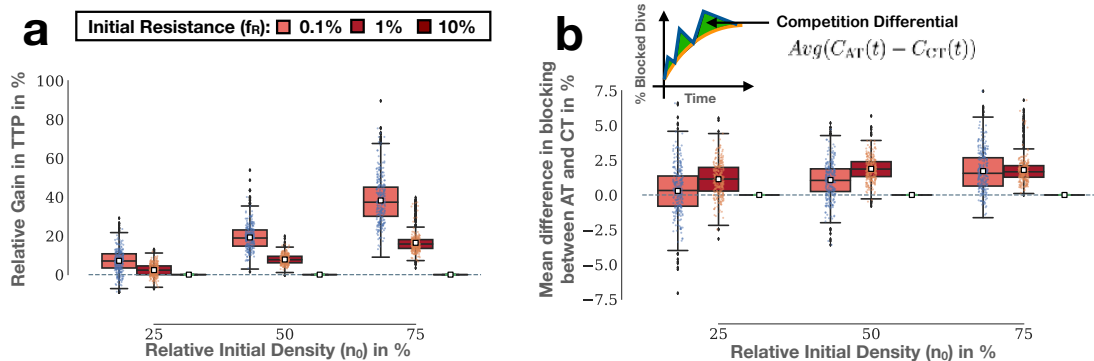 a
Initial Resistance (fR): 0.1% 1% 10%
Relative Gain in TTP in %
100
80
60
40
20
0
25
50
75
Relative Initial Density (n0) in %
b
% Blocked Divs
Time
Competition Differential
Avg(CAT(t) − CCT(t))
Mean difference in blocking
between AT and CT in %
7.5
5.0
2.5
0.0
−2.5
−5.0
−7.5
25
50
75
Relative Initial Density (n0) in %